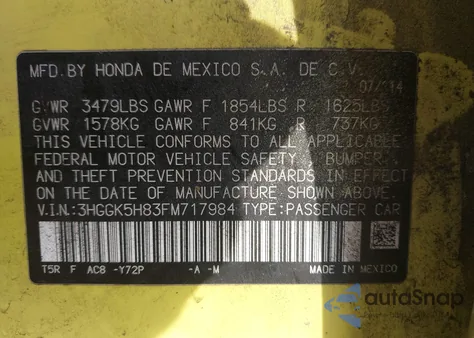 MFD.BY HONDA DE MEXICO S.A. DE C.V.
07/14
GVWR 3479LBS GAWR F 1854LBS R 1625LBS
GVWR 1578KG GAWR F 841KG R 737KG
THIS VEHICLE CONFORMS TO ALL APPLICABLE
FEDERAL MOTOR VEHICLE SAFETY, BUMPER,
AND THEFT PREVENTION STANDARDS IN EFFECT
ON THE DATE OF MANUFACTURE SHOWN ABOVE.
V.I.N.:3HGGK5H83FM717984 TYPE:PASSENGER CAR
T5R F AC8 -Y72P -A -M MADE IN MEXICO
autoSnap